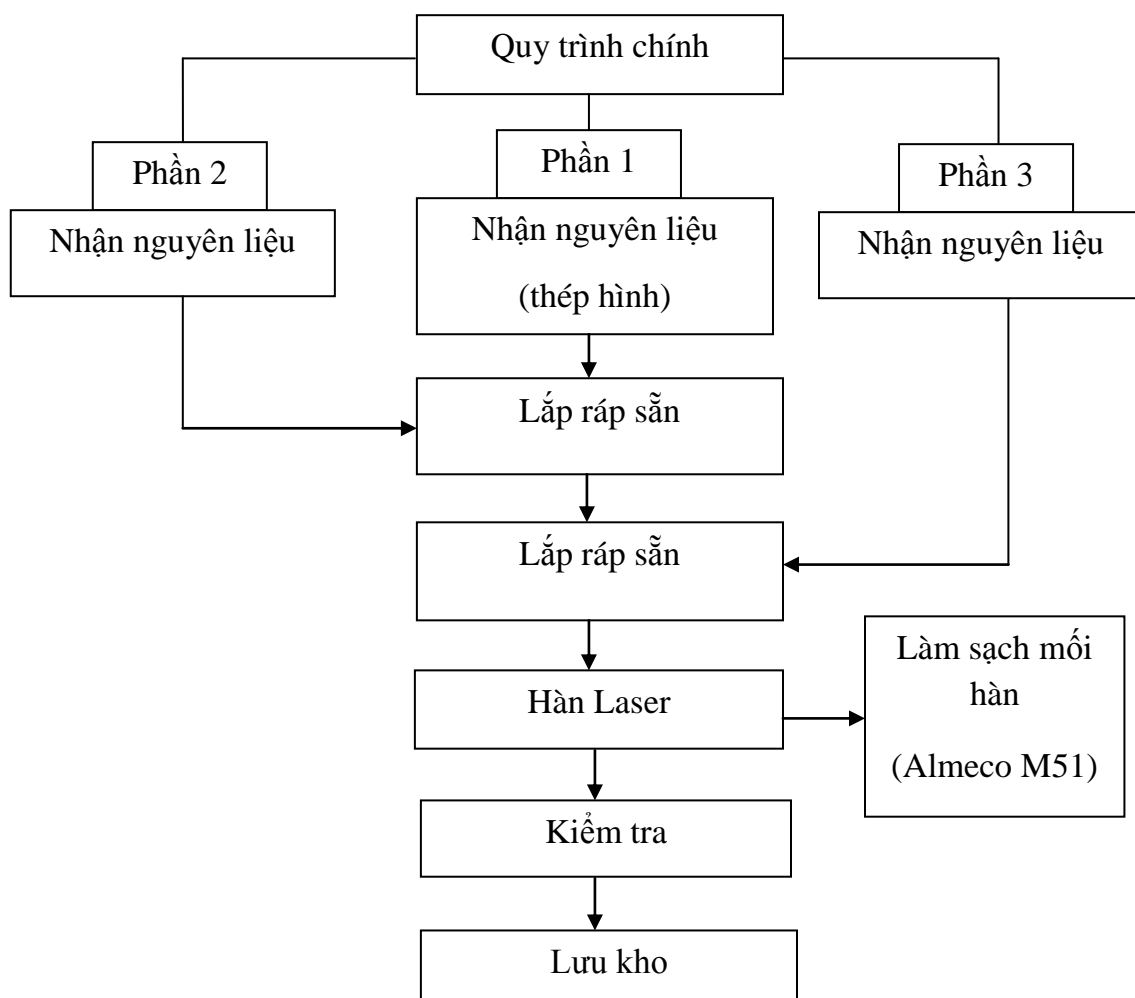 Quy trình chính
Phần 2
Phần 1
Phần 3
Nhận nguyên liệu
Nhận nguyên liệu
(thép hình)
Nhận nguyên liệu
Lắp ráp sẵn
Lắp ráp sẵn
Làm sạch mối
hàn
(Almeco M51)
Hàn Laser
Kiểm tra
Lưu kho